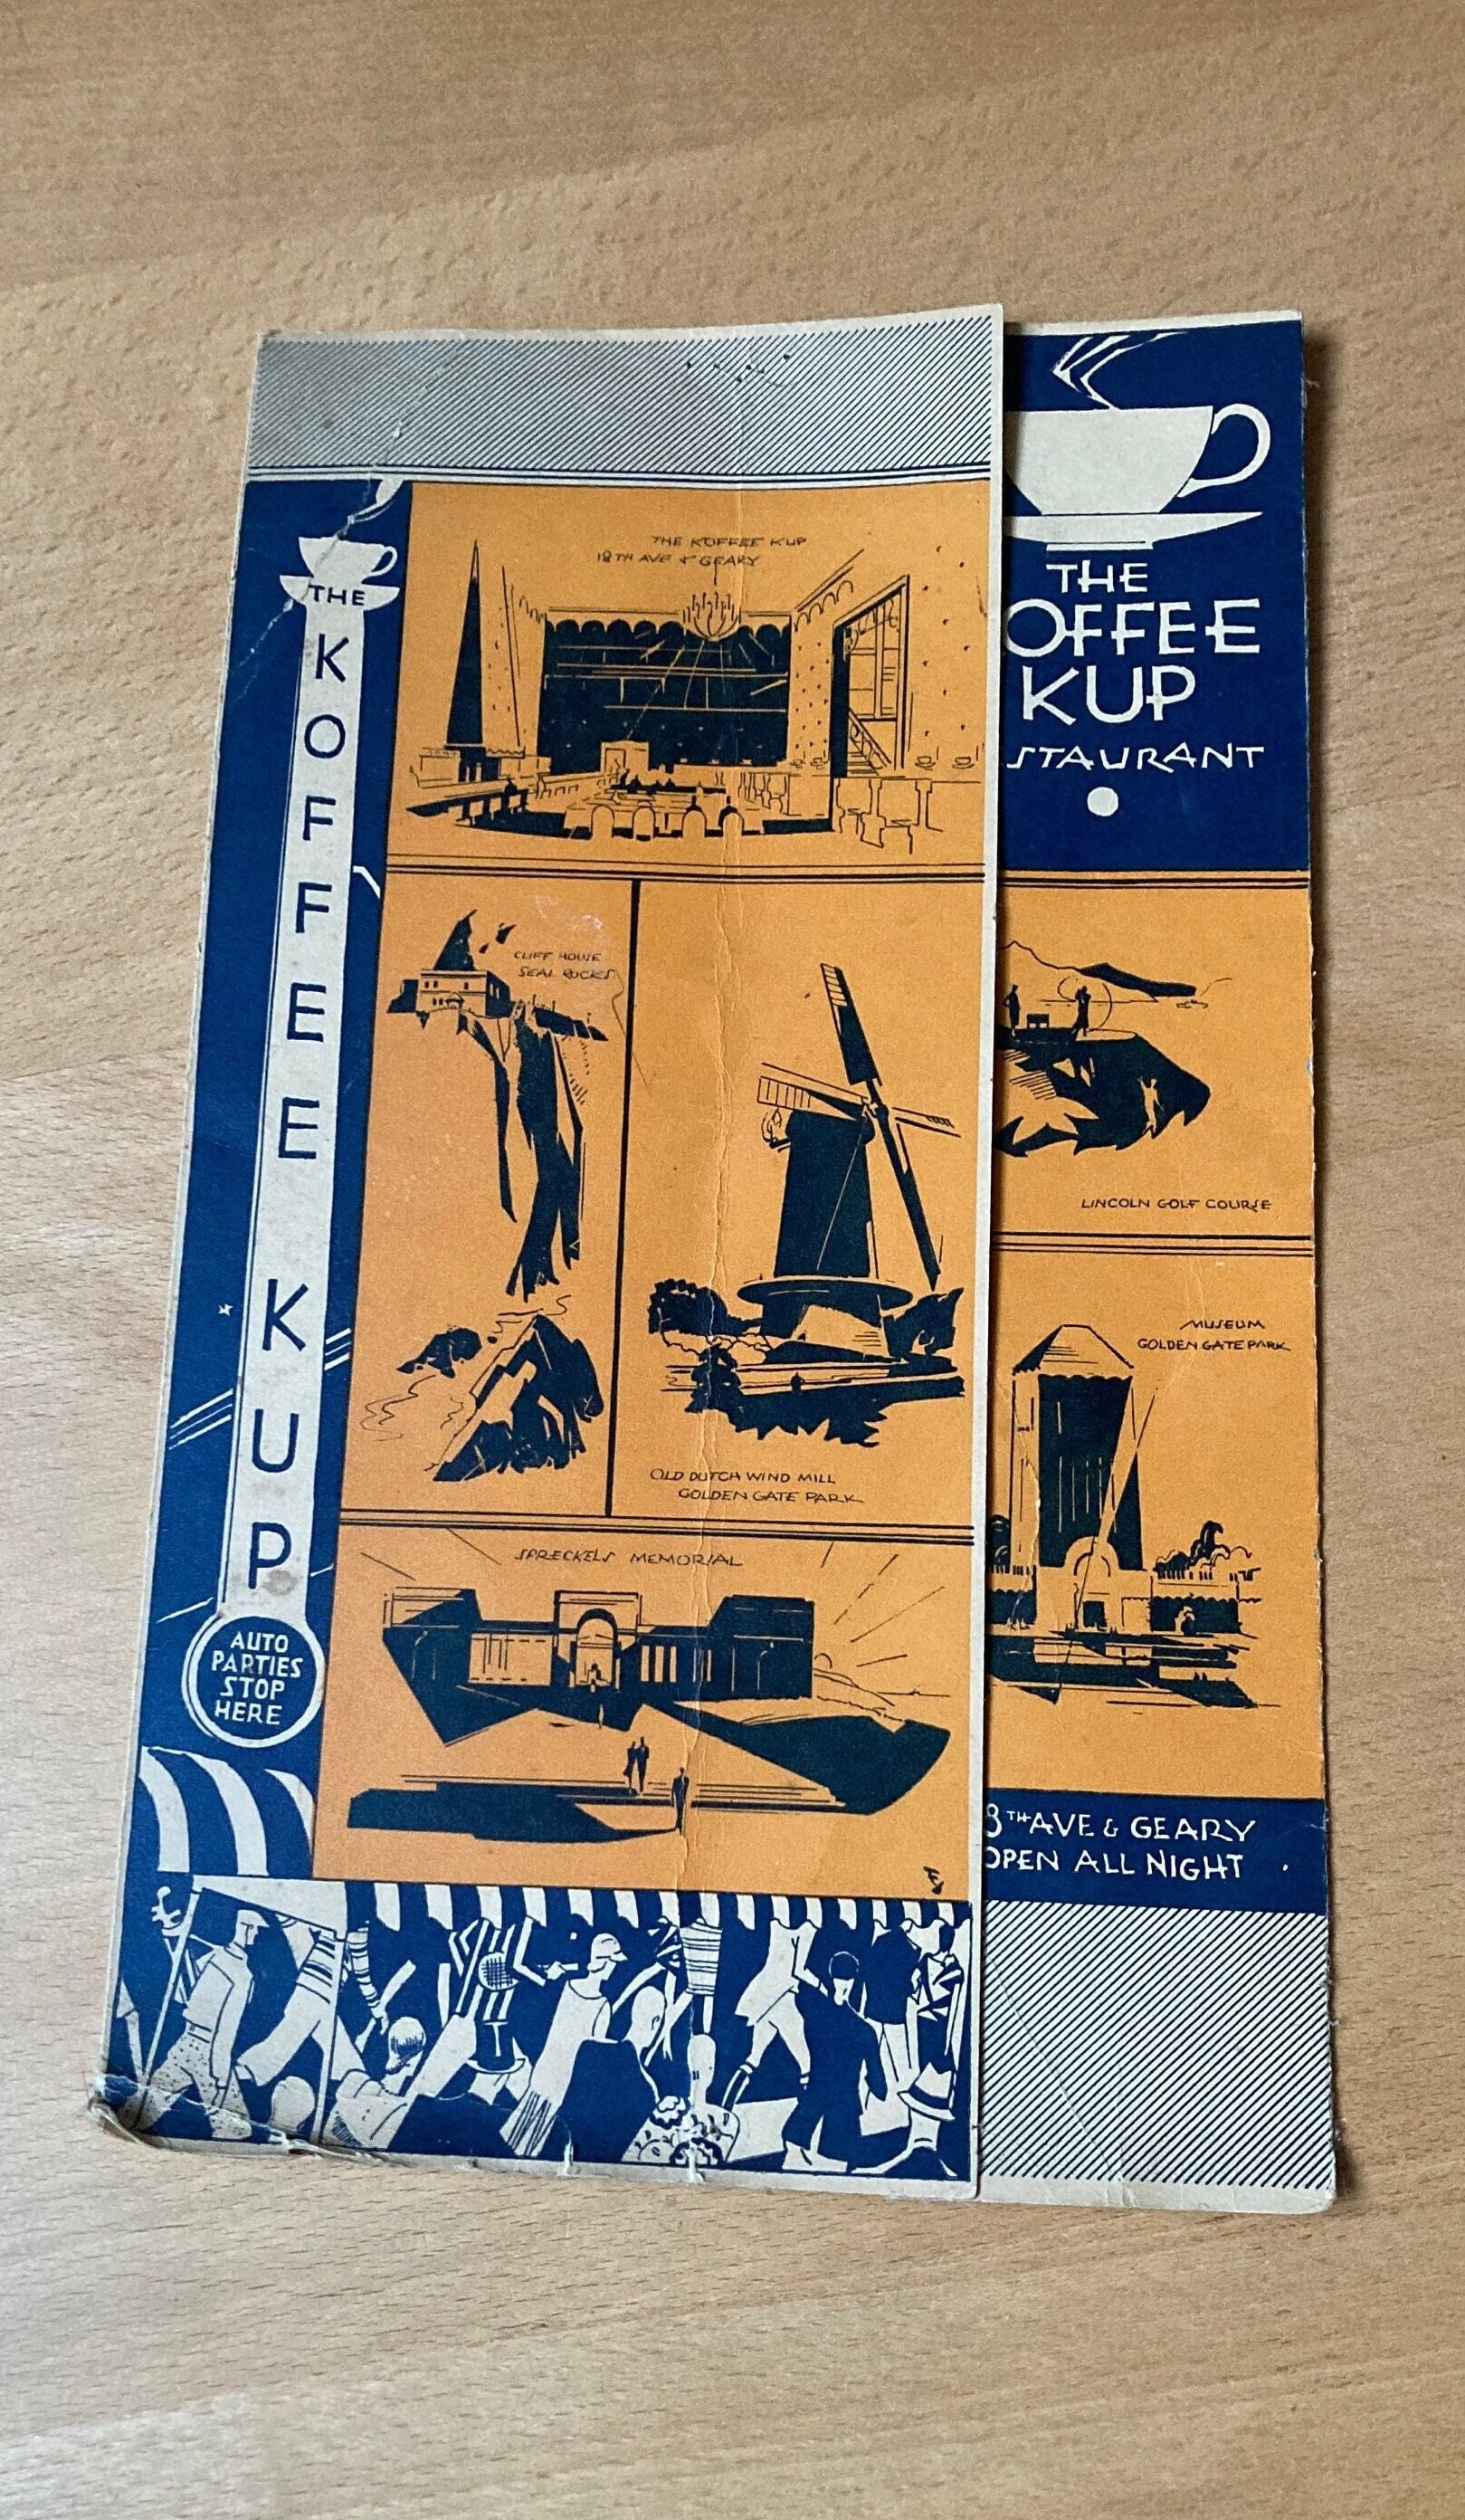 THE KOFFEE KUP
18TH AVE & GEARY
THE
KOFFEE
KUP
AUTO
PARTIES
STOP
HERE
CLIFF HOUSE
SEAL ROCKS
OLD DUTCH WIND MILL
GOLDEN GATE PARK
SPRECKELS MEMORIAL
THE
OFFEE
KUP
STAURANT
LINCOLN GOLF COURSE
MUSEUM
GOLDEN GATE PARK
8TH AVE & GEARY
OPEN ALL NIGHT